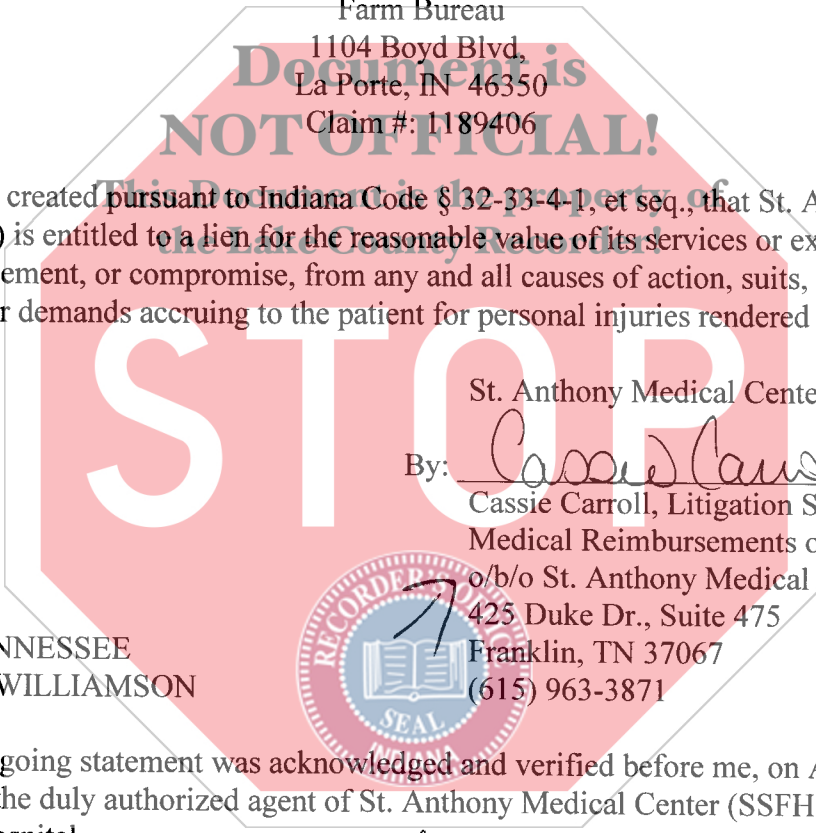 Farm Bureau
1104 Boyd Blvd,
La Porte, IN 46350
Claim #: 1189406
Document is
NOT OFFICIAL!
This Document is the property of
the Lake County Recorder!
created pursuant to Indiana Code § 32-33-4-1, et seq., that St. A
) is entitled to a lien for the reasonable value of its services or ex
ement, or compromise, from any and all causes of action, suits,
r demands accruing to the patient for personal injuries rendered
STOP
St. Anthony Medical Cente
By: Cassie Carro
Cassie Carroll, Litigation S
Medical Reimbursements o
o/b/o St. Anthony Medical
425 Duke Dr., Suite 475
Franklin, TN 37067
(615) 963-3871
RECORDER'S OFFICE
SEAL
INDIANA
NNESSEE
WILLIAMSON
going statement was acknowledged and verified before me, on A
the duly authorized agent of St. Anthony Medical Center (SSFH